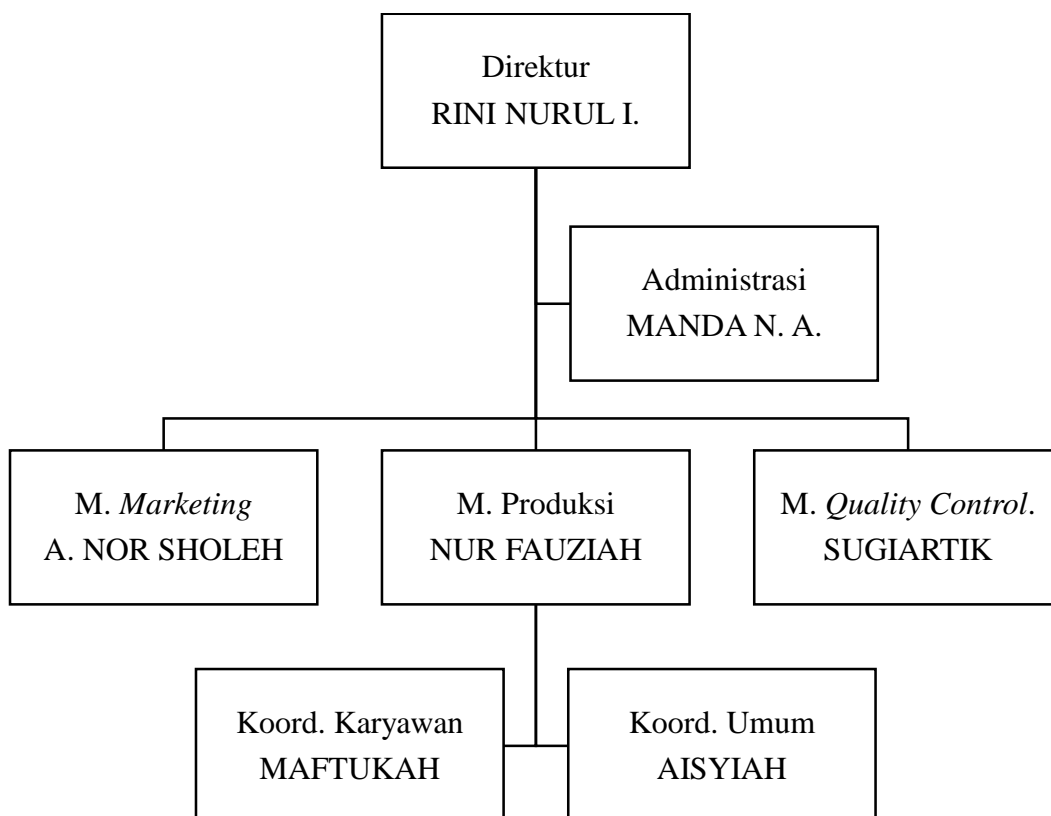 Direktur
RINI NURUL I.
Administrasi
MANDA N. A.
M. Marketing
A. NOR SHOLEH
M. Produksi
NUR FAUZIAH
M. Quality Control.
SUGIARTIK
Koord. Karyawan
MAFTUKAH
Koord. Umum
AISYIAH